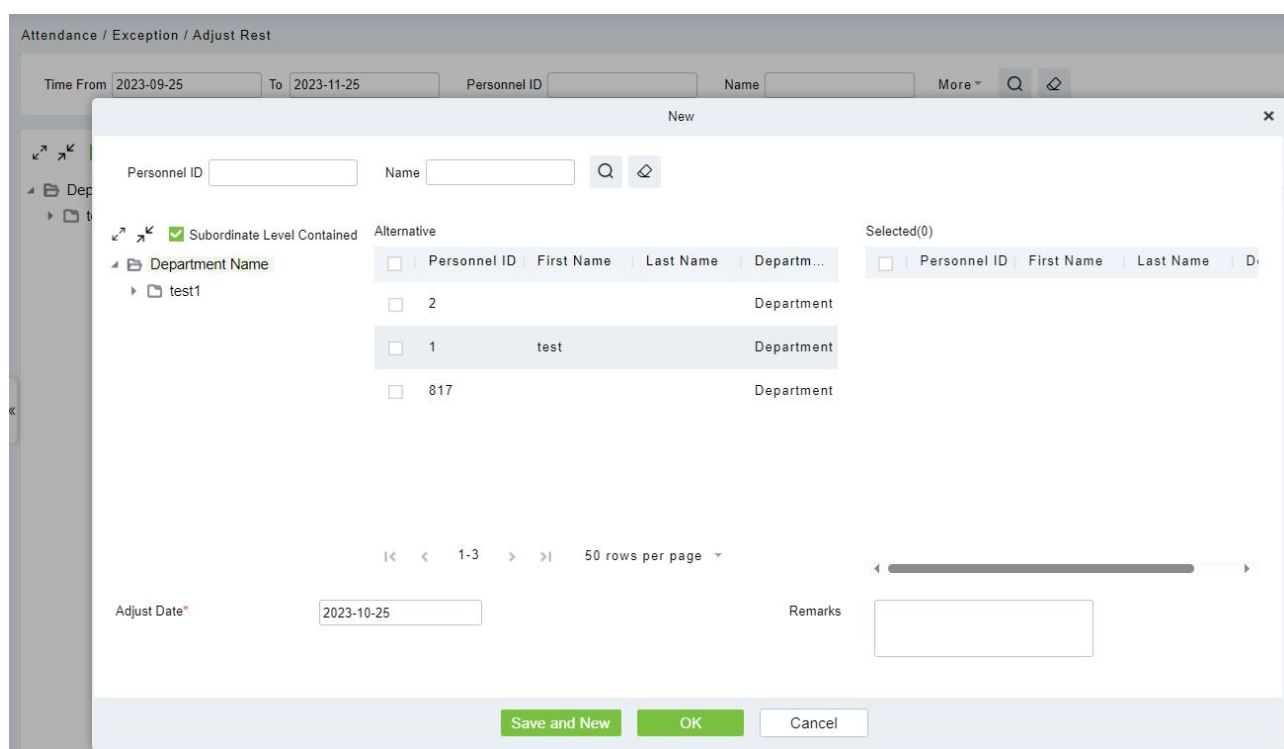 Attendance / Exception / Adjust Rest
Time From 2023-09-25 To 2023-11-25 Personnel ID Name More
New
Personnel ID Name
Dep
Subordinate Level Contained Alternative Selected(0)
Department Name Personnel ID First Name Last Name Departm... Personnel ID First Name Last Name
test1
2 Department
1 test Department
817 Department
1-3 50 rows per page
Adjust Date* 2023-10-25 Remarks
Save and New OK Cancel